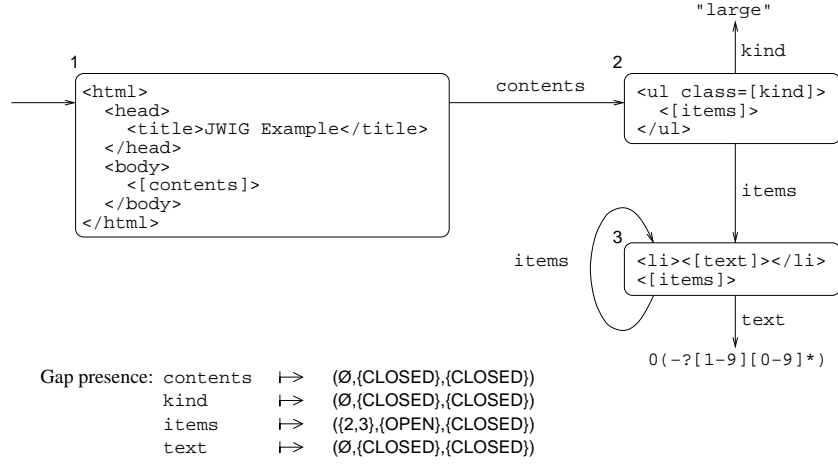 "large"
kind
1
<html>
<head>
<title>JWIG Example</title>
</head>
<body>
<[contents]>
</body>
</html>
contents
2
<ul class=[kind]>
<[items]>
</ul>
items
3
items
<li><[text]></li>
<[items]>
text
0(−?[1−9][0−9]*)
Gap presence: contents ↦ (Ø,{CLOSED},{CLOSED})
kind ↦ (Ø,{CLOSED},{CLOSED})
items ↦ ({2,3},{OPEN},{CLOSED})
text ↦ (Ø,{CLOSED},{CLOSED})